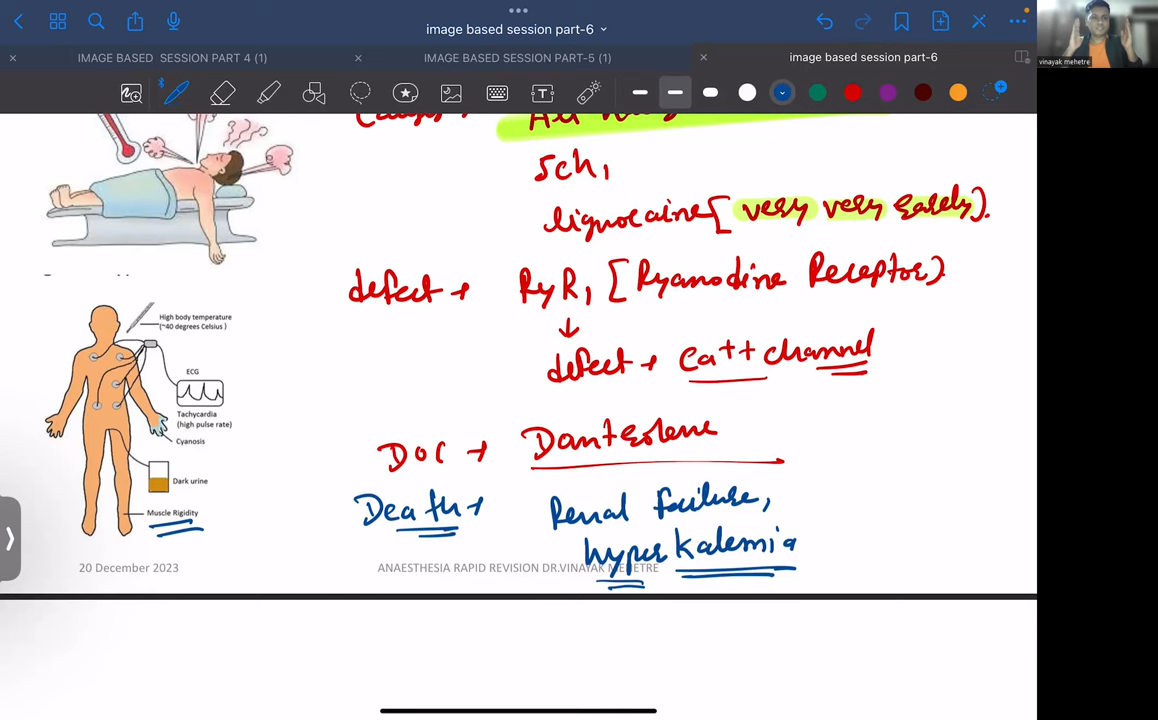 image based session part-6
IMAGE BASED SESSION PART 4 (1)
IMAGE BASED SESSION PART-5 (1)
image based session part-6
vinayak mehetre
Sch,
lignocaine [very very rarely).
defect → RyR1 [Ryanodine Receptor)
↓
defect → Ca++ channel
DOC → Dantrolene
Death → Renal failure,
hyperkalemia
High body temperature
(~40 degrees Celsius )
ECG
Tachycardia
(high pulse rate)
Cyanosis
Dark urine
Muscle Rigidity
20 December 2023
ANAESTHESIA RAPID REVISION DR.VINAYAK MEHETRE